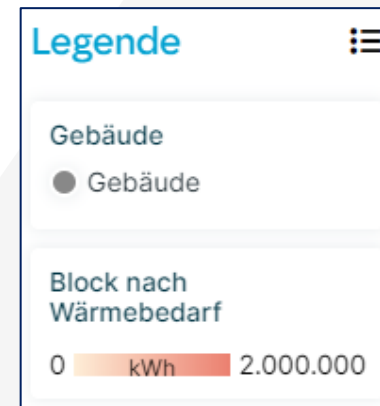 Legende
Gebäude
Gebäude
Block nach
Wärmebedarf
0 kWh 2.000.000